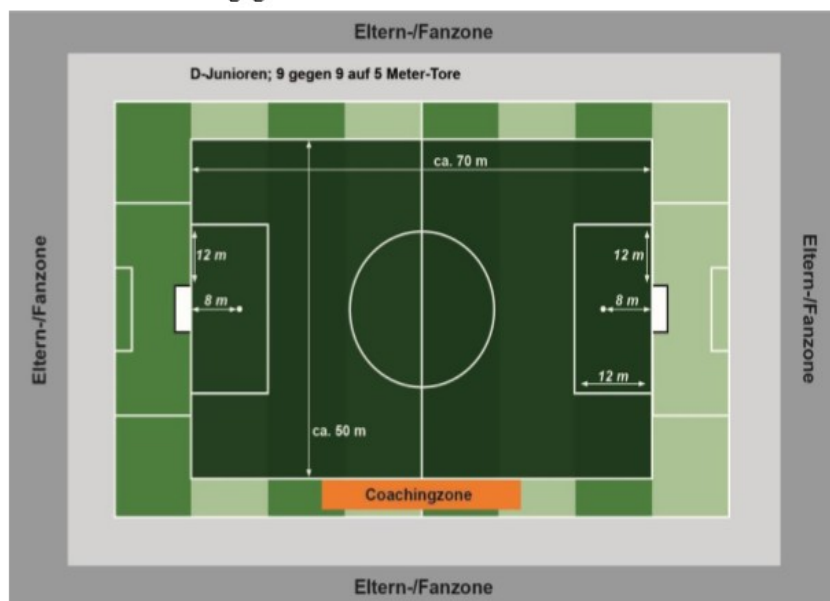 Eltern-/Fanzone
D-Junioren; 9 gegen 9 auf 5 Meter-Tore
ca. 70 m
12 m
12 m
Eltern-/Fanzone
Eltern-/Fanzone
8 m
8 m
12 m
ca. 50 m
Coachingzone
Eltern-/Fanzone